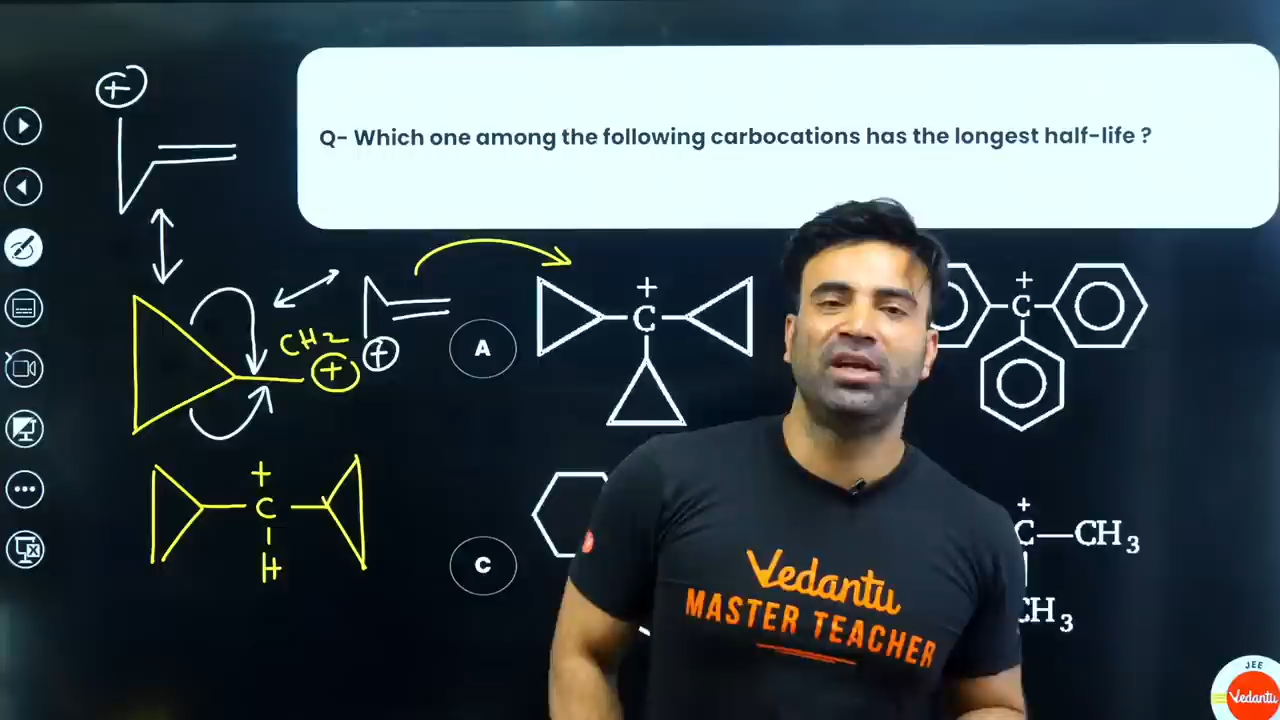 +
Q- Which one among the following carbocations has the longest half-life ?
CH2
+
+
A
+
C
+
C
+
C
H
C
+
C—CH3
CH3
Vedantu
MASTER TEACHER
JEE
Vedantu